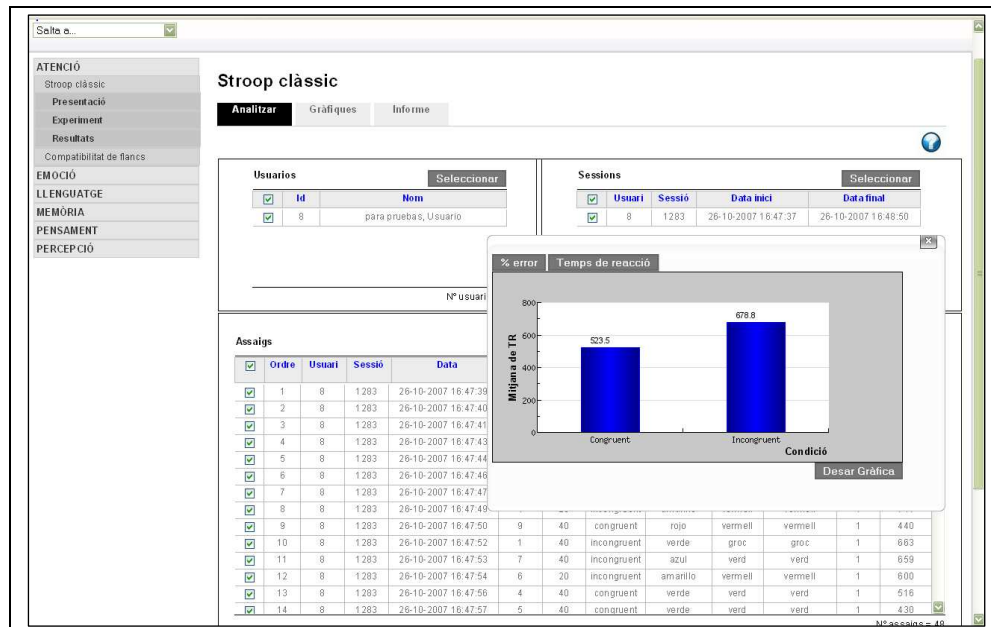 Salta a...
ATENCIÓ
Stroop clàssic
Presentació
Experiment
Resultats
Compatibilitat de flancs
EMOCIÓ
LLENGUATGE
MEMÒRIA
PENSAMENT
PERCEPCIÓ
Stroop clàssic
Analitzar Gràfiques Informe
?
Usuarios Seleccionar
Id Nom
8 para pruebas, Usuario
Nº usuari
Sessions Seleccionar
Usuari Sessió Data inici Data final
8 1283 26-10-2007 16:47:37 26-10-2007 16:48:50
x
% error Temps de reacció
800
600
400
200
0
Mitjana de TR
523.5
678.8
Congruent Incongruent
Condició
Desar Gràfica
Assaigs
Ordre Usuari Sessió Data
1 8 1283 26-10-2007 16:47:39
2 8 1283 26-10-2007 16:47:40
3 8 1283 26-10-2007 16:47:41
4 8 1283 26-10-2007 16:47:43
5 8 1283 26-10-2007 16:47:44
6 8 1283 26-10-2007 16:47:46
7 8 1283 26-10-2007 16:47:47
8 8 1283 26-10-2007 16:47:49
9 8 1283 26-10-2007 16:47:50 9 40 congruent rojo vermell vermell 1 440
10 8 1283 26-10-2007 16:47:52 1 40 incongruent verde groc groc 1 663
11 8 1283 26-10-2007 16:47:53 7 40 incongruent azul verd verd 1 659
12 8 1283 26-10-2007 16:47:54 6 20 incongruent amarillo vermell vermell 1 600
13 8 1283 26-10-2007 16:47:56 4 40 congruent verde verd verd 1 516
14 8 1283 26-10-2007 16:47:57 5 40 congruent verde verd verd 1 430
Nº assaigs = 48